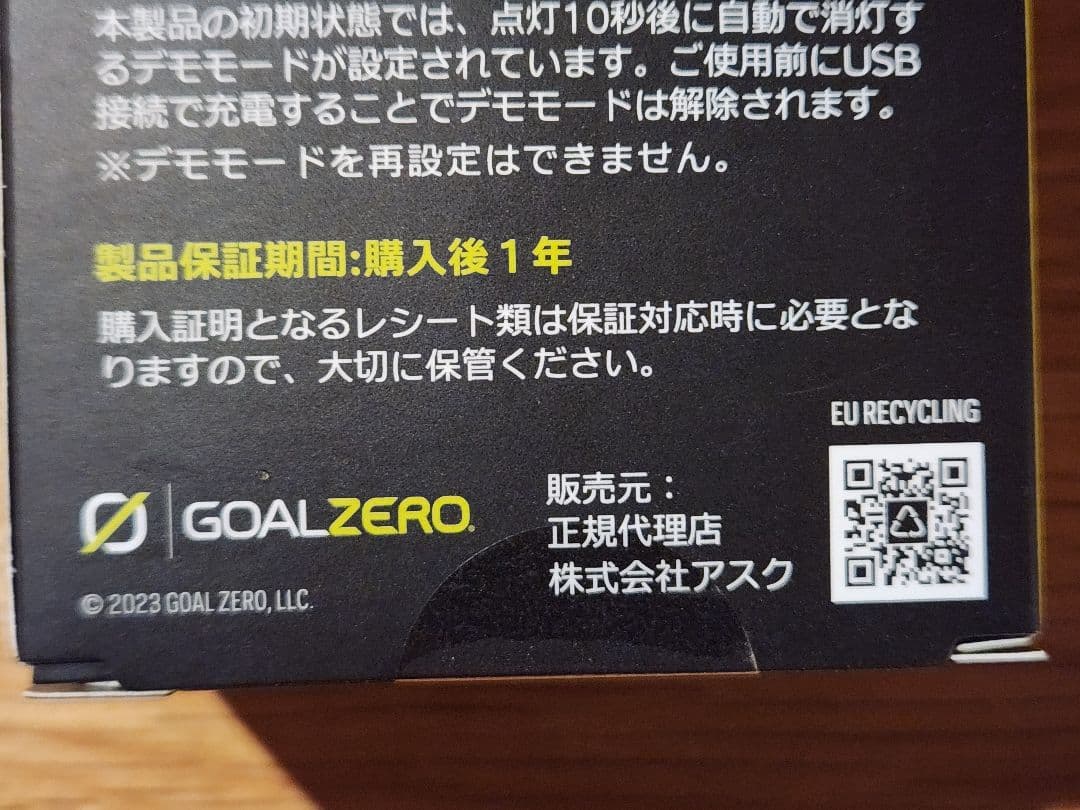 本製品の初期状態では、点灯10秒後に自動で消灯す
るデモモードが設定されています。ご使用前にUSB
接続で充電することでデモモードは解除されます。
※デモモードを再設定はできません。
製品保証期間:購入後1年
購入証明となるレシート類は保証対応時に必要とな
りますので、大切に保管ください。
EU RECYCLING
GOAL ZERO®
販売元：
正規代理店
株式会社アスク
© 2023 GOAL ZERO, LLC.